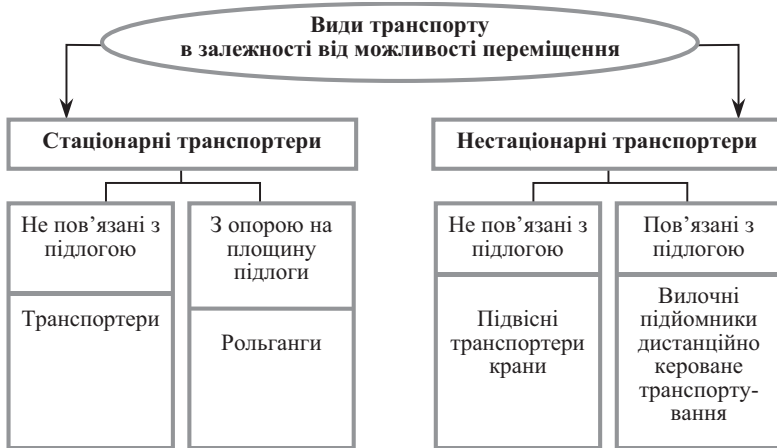 Види транспорту
в залежності від можливості переміщення
Стаціонарні транспортери
Нестаціонарні транспортери
Не пов’язані з
підлогою
З опорою на
площину
підлоги
Не пов’язані з
підлогою
Пов’язані з
підлогою
Транспортери
Рольганги
Підвісні
транспортери
крани
Вилочні
підйомники
дистанційно
кероване
транспорту-
вання